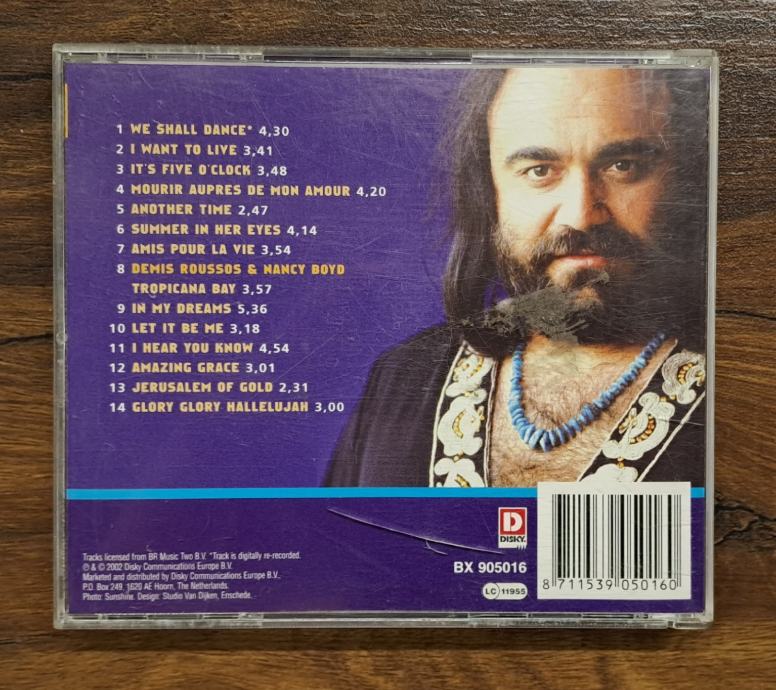 1 WE SHALL DANCE* 4,30
2 I WANT TO LIVE 3,41
3 IT'S FIVE O'CLOCK 3,48
4 MOURIR AUPRES DE MON AMOUR 4,20
5 ANOTHER TIME 2,47
6 SUMMER IN HER EYES 4,14
7 AMIS POUR LA VIE 3,54
8 DEMIS ROUSSOS & NANCY BOYD
TROPICANA BAY 3,57
9 IN MY DREAMS 5,36
10 LET IT BE ME 3,18
11 I HEAR YOU KNOW 4,54
12 AMAZING GRACE 3,01
13 JERUSALEM OF GOLD 2,31
14 GLORY GLORY HALLELUJAH 3,00
Tracks licensed from BR Music Two B.V. *Track is digitally re-recorded.
℗ & © 2002 Disky Communications Europe B.V.
Marketed and distributed by Disky Communications Europe B.V.,
P.O. Box 249, 1620 AE Hoorn, The Netherlands.
Photo: Sunshine. Design: Studio Van Dijken, Enschede.
D
DISKY
BX 905016
LC 11955
8 711539 050160